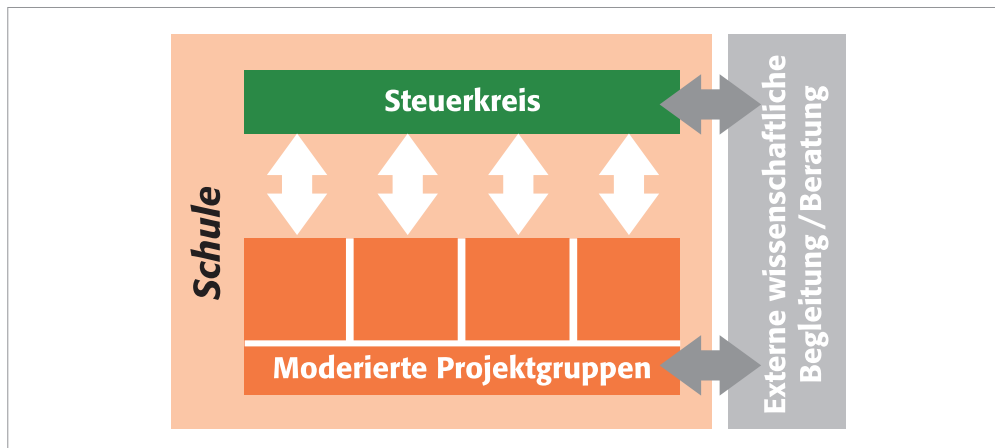 Steuerkreis
Schule
Moderierte Projektgruppen
Externe wissenschaftliche
Begleitung / Beratung